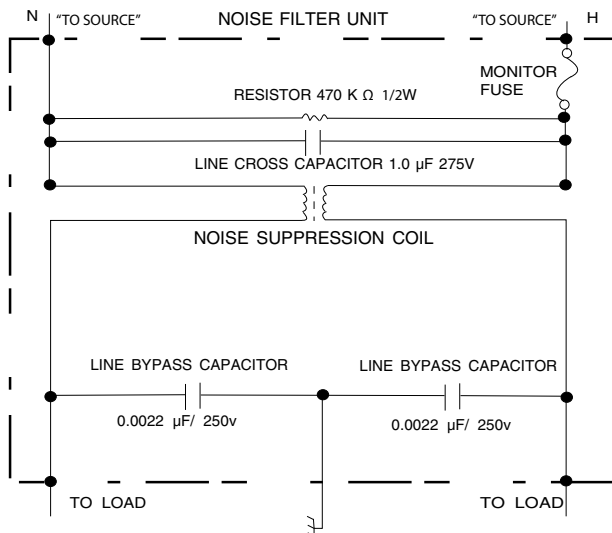 N "TO SOURCE" NOISE FILTER UNIT "TO SOURCE" H
MONITOR
FUSE
RESISTOR 470 K Ω 1/2W
LINE CROSS CAPACITOR 1.0 µF 275V
NOISE SUPPRESSION COIL
LINE BYPASS CAPACITOR
0.0022 µF/ 250v
LINE BYPASS CAPACITOR
0.0022 µF/ 250v
TO LOAD
TO LOAD